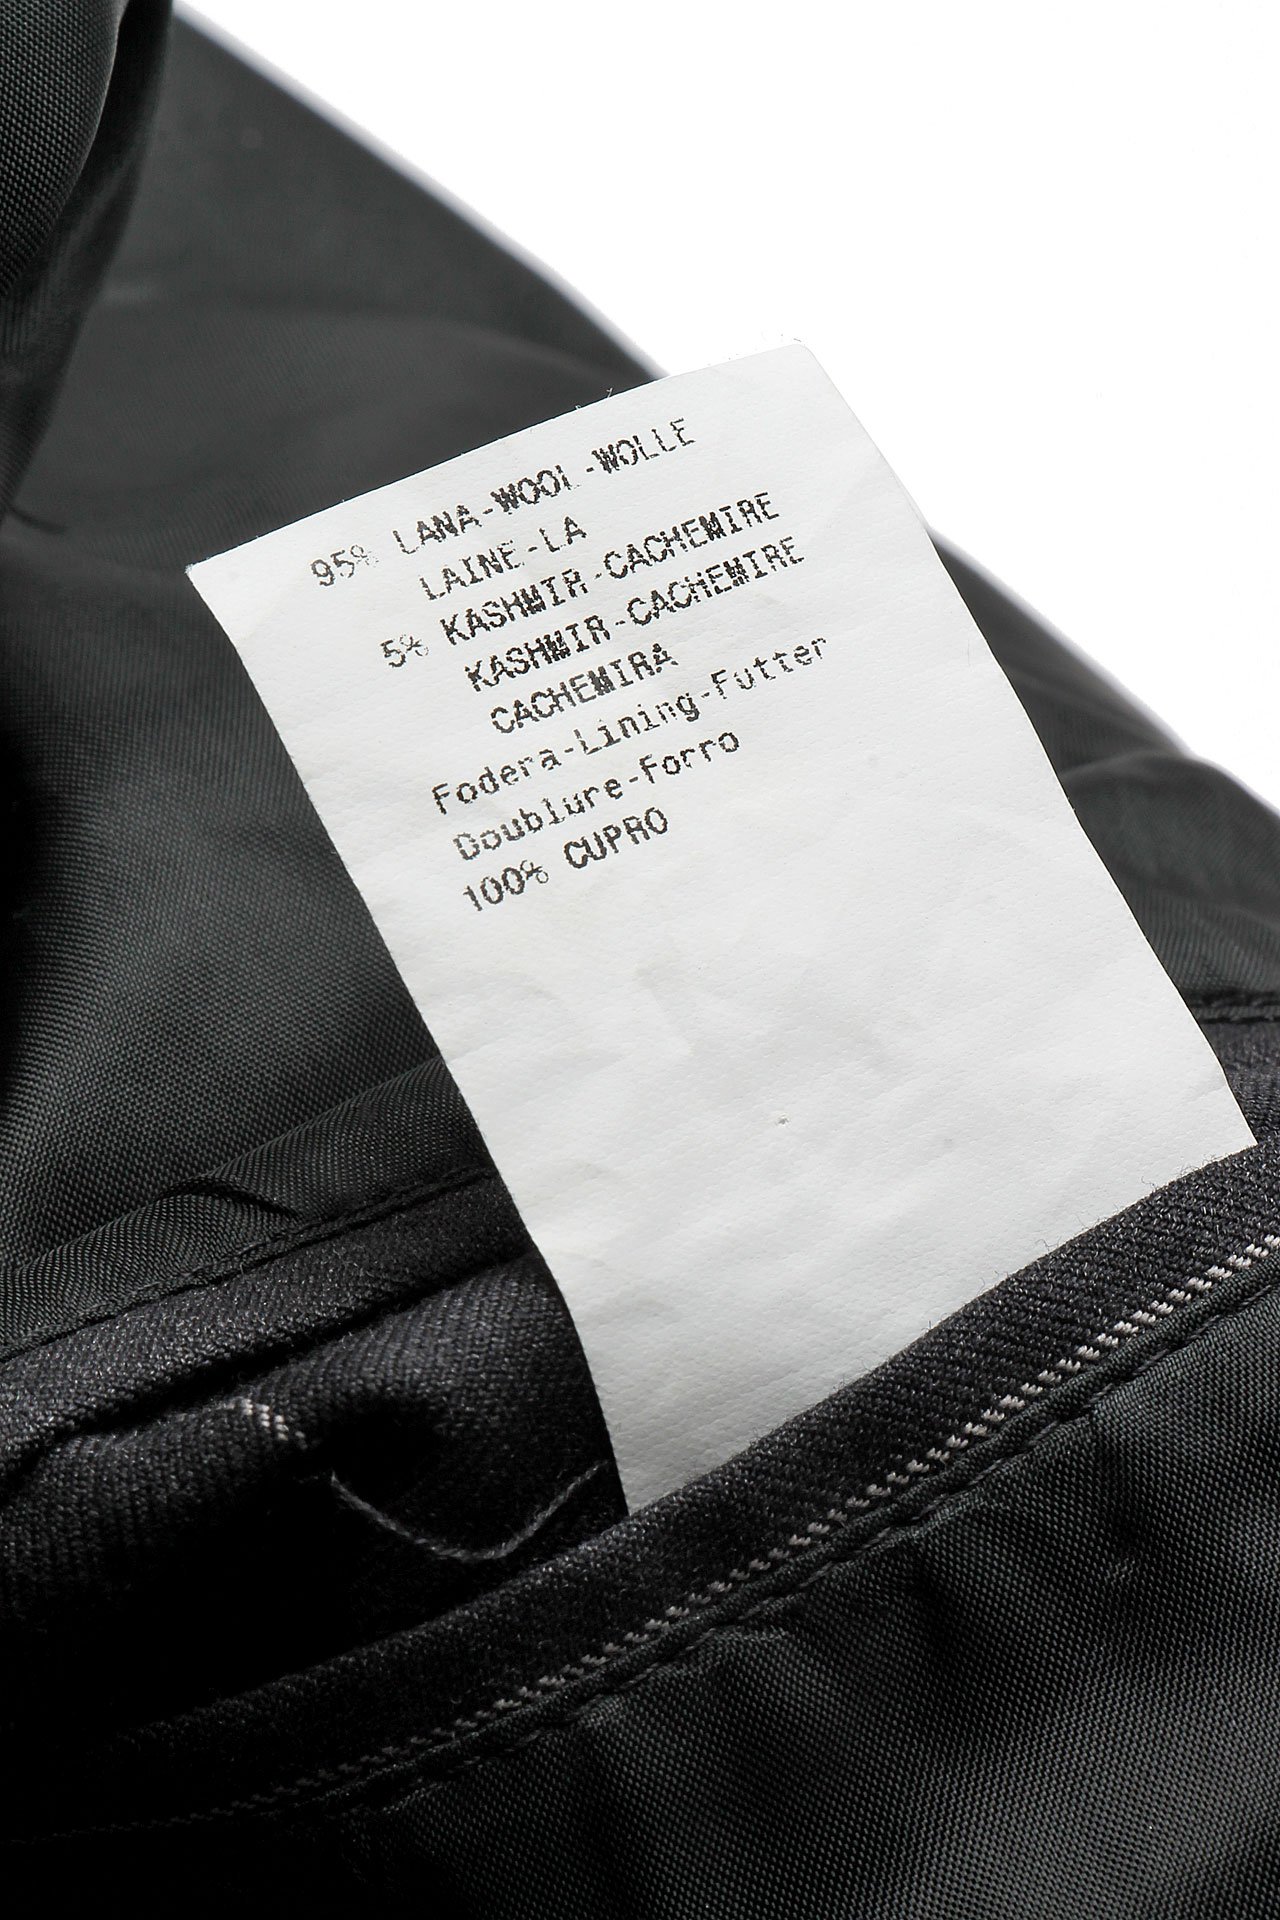 95% LANA-WOOL-WOLLE
LAINE-LA
5% KASHMIR-CACHEMIRE
KASHMIR-CACHEMIRE
CACHEMIRA
Fodera-Lining-Futter
Doublure-Forro
100% CUPRO